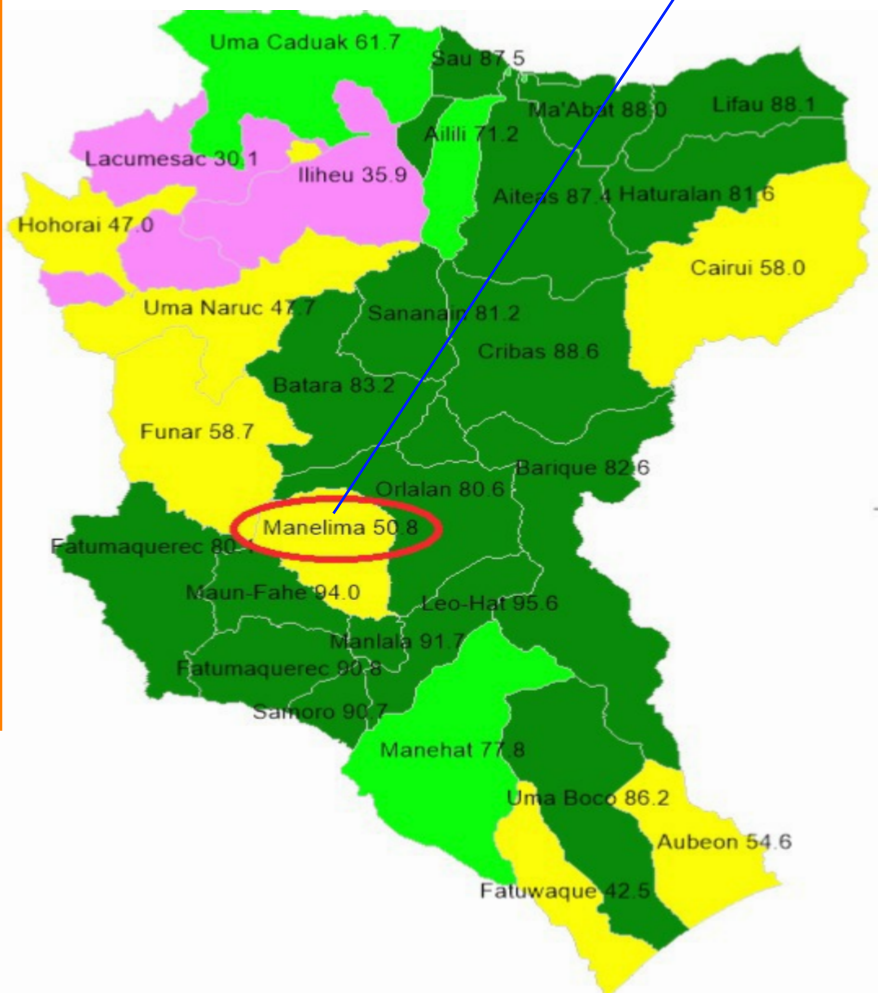 Uma Caduak 61.7
Sau 87.5
Ma'Abat 88.0
Lifau 88.1
Ailili 71.2
Lacumesac 30.1
Iliheu 35.9
Aiteas 87.4
Haturalan 81.6
Hohorai 47.0
Cairui 58.0
Uma Naruc 47.7
Sananain 81.2
Cribas 88.6
Batara 83.2
Funar 58.7
Barique 82.6
Orlalan 80.6
Manelima 50.8
Fatumaquerec
Maun-Fahe 94.0
Leo-Hat 95.6
Manlala 91.7
Fatumaquerec 90.8
Samoro 90.7
Manehat 77.8
Uma Boco 86.2
Aubeon 54.6
Fatuwaque 42.5